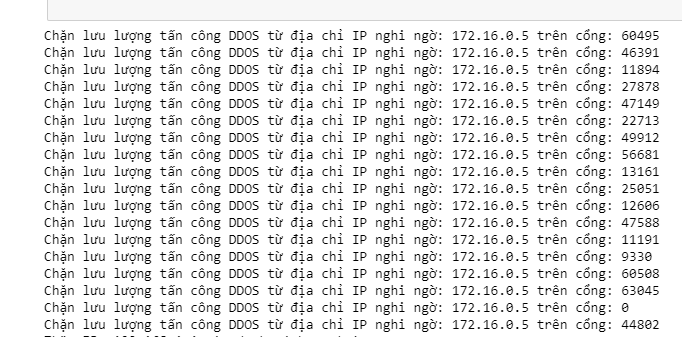 Chặn lưu lượng tấn công DDOS từ địa chỉ IP nghi ngờ: 172.16.0.5 trên cổng: 60495
Chặn lưu lượng tấn công DDOS từ địa chỉ IP nghi ngờ: 172.16.0.5 trên cổng: 46391
Chặn lưu lượng tấn công DDOS từ địa chỉ IP nghi ngờ: 172.16.0.5 trên cổng: 11894
Chặn lưu lượng tấn công DDOS từ địa chỉ IP nghi ngờ: 172.16.0.5 trên cổng: 27878
Chặn lưu lượng tấn công DDOS từ địa chỉ IP nghi ngờ: 172.16.0.5 trên cổng: 47149
Chặn lưu lượng tấn công DDOS từ địa chỉ IP nghi ngờ: 172.16.0.5 trên cổng: 22713
Chặn lưu lượng tấn công DDOS từ địa chỉ IP nghi ngờ: 172.16.0.5 trên cổng: 49912
Chặn lưu lượng tấn công DDOS từ địa chỉ IP nghi ngờ: 172.16.0.5 trên cổng: 56681
Chặn lưu lượng tấn công DDOS từ địa chỉ IP nghi ngờ: 172.16.0.5 trên cổng: 13161
Chặn lưu lượng tấn công DDOS từ địa chỉ IP nghi ngờ: 172.16.0.5 trên cổng: 25051
Chặn lưu lượng tấn công DDOS từ địa chỉ IP nghi ngờ: 172.16.0.5 trên cổng: 12606
Chặn lưu lượng tấn công DDOS từ địa chỉ IP nghi ngờ: 172.16.0.5 trên cổng: 47588
Chặn lưu lượng tấn công DDOS từ địa chỉ IP nghi ngờ: 172.16.0.5 trên cổng: 11191
Chặn lưu lượng tấn công DDOS từ địa chỉ IP nghi ngờ: 172.16.0.5 trên cổng: 9330
Chặn lưu lượng tấn công DDOS từ địa chỉ IP nghi ngờ: 172.16.0.5 trên cổng: 60508
Chặn lưu lượng tấn công DDOS từ địa chỉ IP nghi ngờ: 172.16.0.5 trên cổng: 63045
Chặn lưu lượng tấn công DDOS từ địa chỉ IP nghi ngờ: 172.16.0.5 trên cổng: 0
Chặn lưu lượng tấn công DDOS từ địa chỉ IP nghi ngờ: 172.16.0.5 trên cổng: 44802